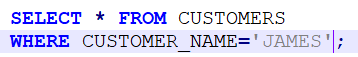 SELECT * FROM CUSTOMERS
WHERE CUSTOMER_NAME='JAMES';